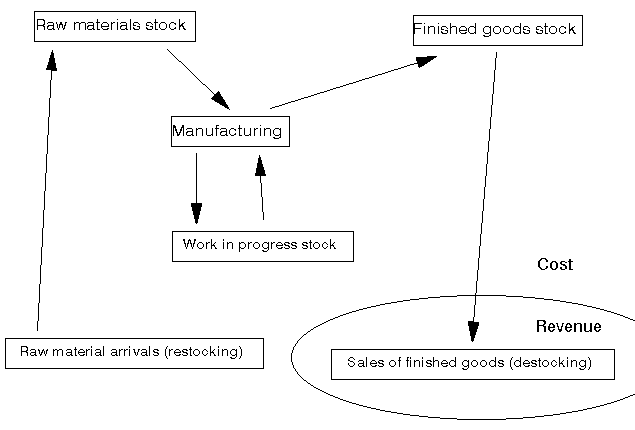 Raw materials stock
Finished goods stock
Manufacturing
Work in progress stock
Cost
Revenue
Raw material arrivals (restocking)
Sales of finished goods (destocking)